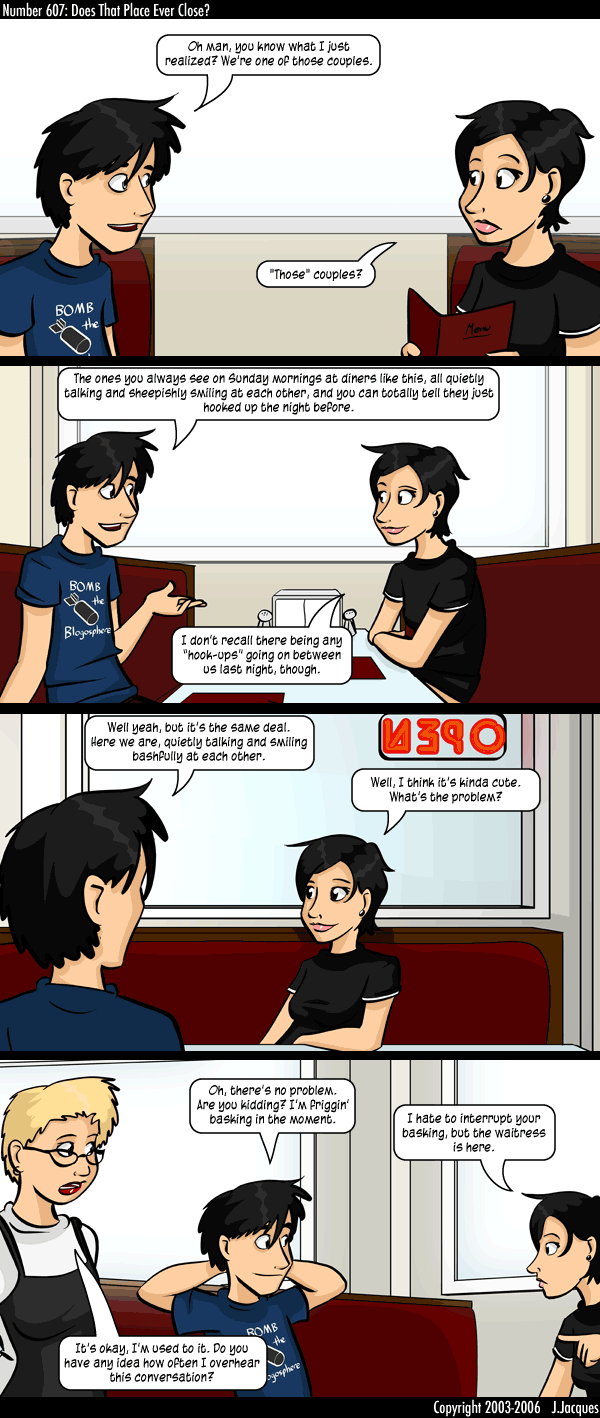 Number 607: Does That Place Ever Close?
Oh man, you know what I just
realized? We're one of those couples.
"Those" couples?
BOMB
the
Menu
The ones you always see on Sunday mornings at diners like this, all quietly
talking and sheepishly smiling at each other, and you can totally tell they just
hooked up the night before.
BOMB
the
Blogosphere
I don't recall there being any
"hook-ups" going on between
us last night, though.
Well yeah, but it's the same deal.
Here we are, quietly talking and smiling
bashfully at each other.
OPEN
Well, I think it's kinda cute.
What's the problem?
Oh, there's no problem.
Are you kidding? I'm friggin'
basking in the moment.
I hate to interrupt your
basking, but the waitress
is here.
BOMB
the
Blogosphere
It's okay, I'm used to it. Do you
have any idea how often I overhear
this conversation?
Copyright 2003-2006 J.Jacques